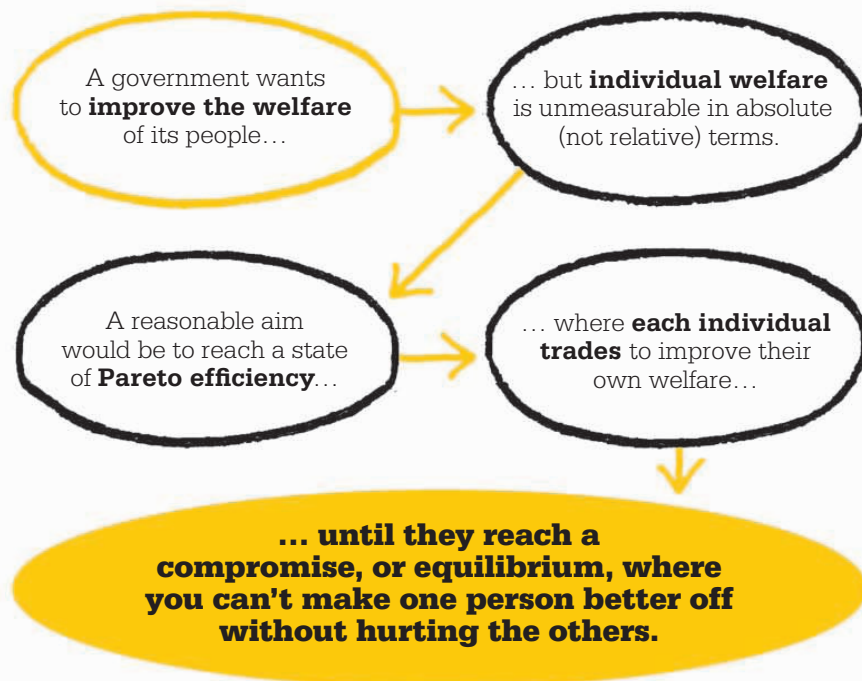 A government wants
to improve the welfare
of its people…
… but individual welfare
is unmeasurable in absolute
(not relative) terms.
A reasonable aim
would be to reach a state
of Pareto efficiency…
… where each individual
trades to improve their
own welfare…
… until they reach a
compromise, or equilibrium, where
you can't make one person better off
without hurting the others.